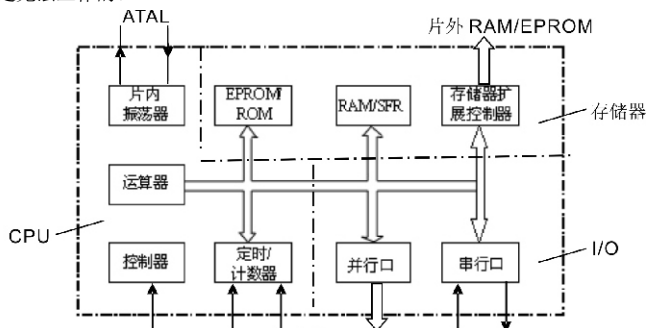 ATAL
片外 RAM/EPROM
片内
振荡器
EPROM/
ROM
RAM/SFR
存储器扩
展控制器
存储器
运算器
CPU
控制器
定时/
计数器
并行口
串行口
I/O